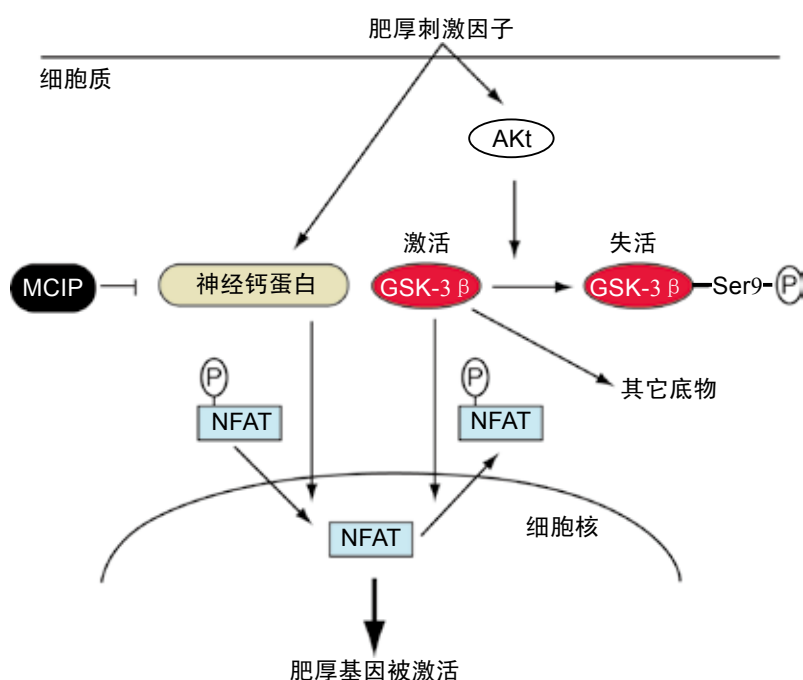 肥厚刺激因子
细胞质
AKt
激活
失活
MCIP
神经钙蛋白
GSK-3 β
GSK-3 β
Ser9
P
其它底物
P
P
NFAT
NFAT
NFAT
细胞核
肥厚基因被激活